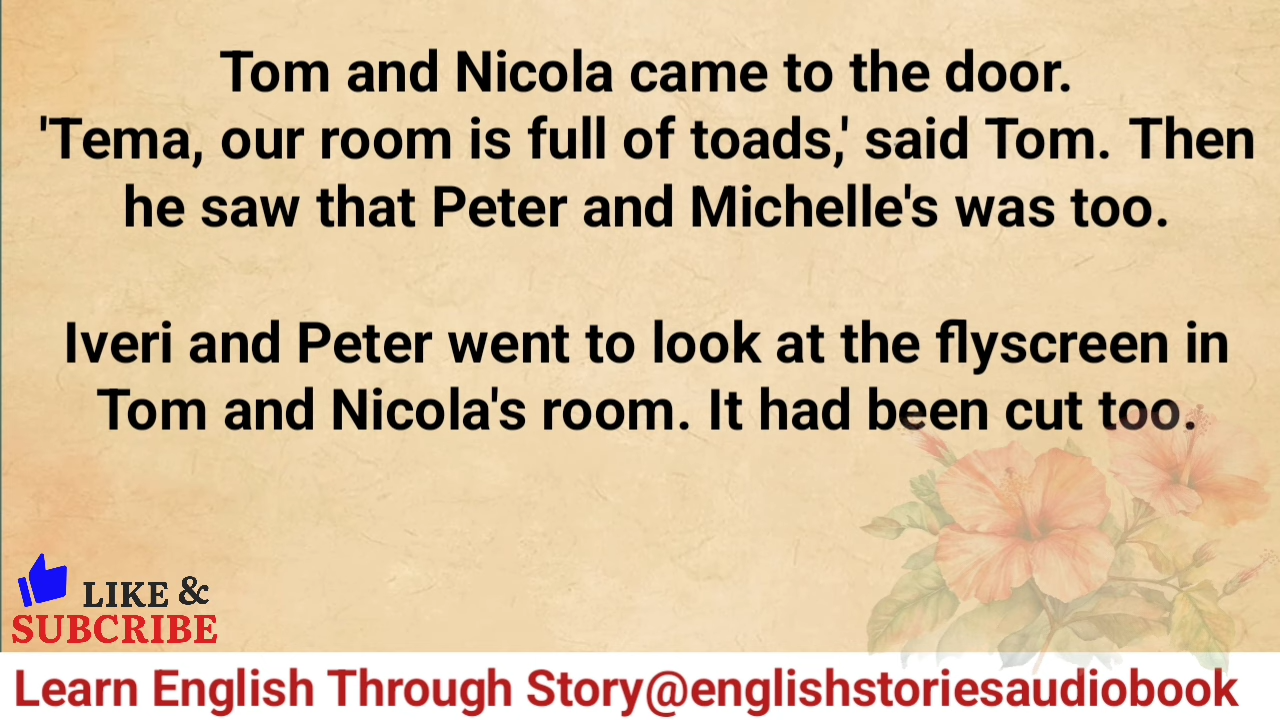 Tom and Nicola came to the door.
'Tema, our room is full of toads,' said Tom. Then
he saw that Peter and Michelle's was too.
Iveri and Peter went to look at the flyscreen in
Tom and Nicola's room. It had been cut too.
LIKE &
SUBCRIBE
Learn English Through Story@englishstoriesaudiobook